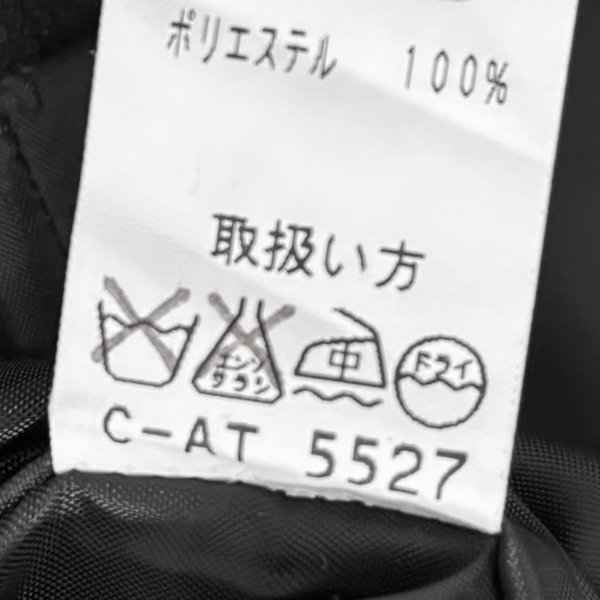 ポリエステル 100%
取扱い方
エンソ サラシ 中 ドライ
C-AT 5527